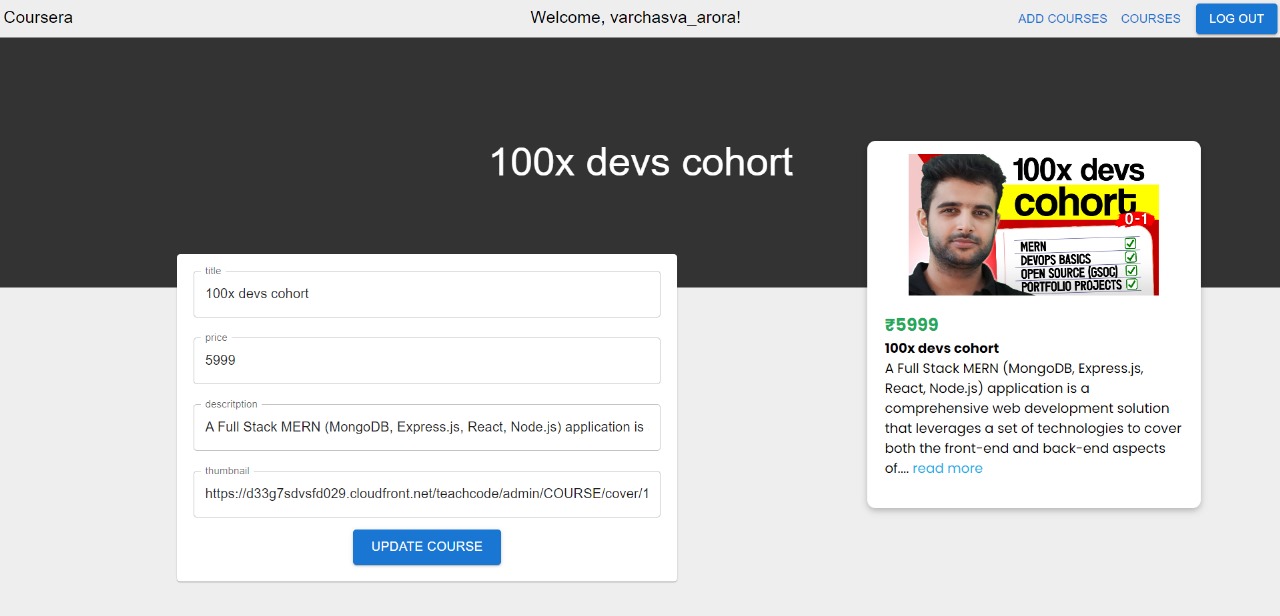 Coursera
Welcome, varchasva_arora!
ADD COURSES
COURSES
LOG OUT
100x devs cohort
title
100x devs cohort
price
5999
descritption
A Full Stack MERN (MongoDB, Express.js, React, Node.js) application is
thumbnail
https://d33g7sdvsfd029.cloudfront.net/teachcode/admin/COURSE/cover/1
UPDATE COURSE
100x devs
cohort
0-1
MERN
DEVOPS BASICS
OPEN SOURCE (GSOC)
PORTFOLIO PROJECTS
₹5999
100x devs cohort
A Full Stack MERN (MongoDB, Express.js,
React, Node.js) application is a
comprehensive web development solution
that leverages a set of technologies to cover
both the front-end and back-end aspects
of.... read more